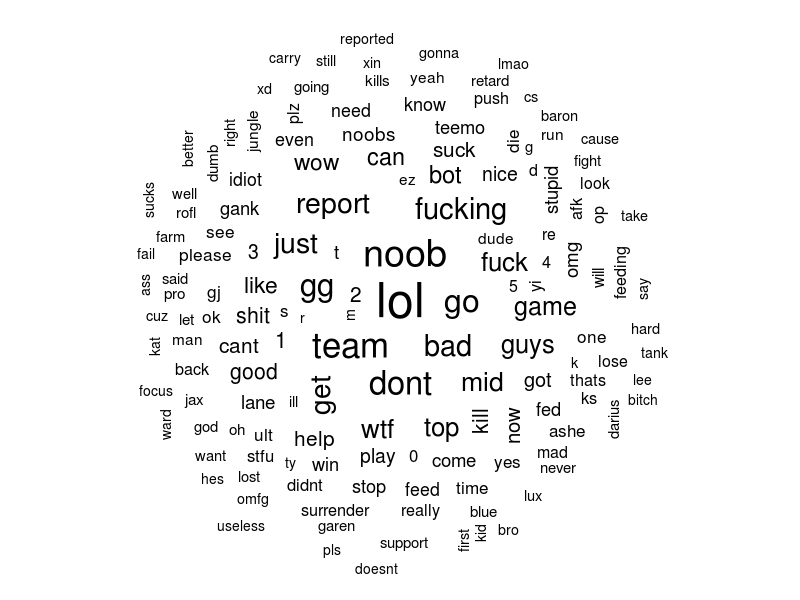 reported
carry still xin gonna
lmao
xd going kills yeah retard
plz need know push cs
baron
better dumb right jungle even noobs teemo die g run cause
wow can suck fight
sucks well idiot ez bot nice d stupid look
rofl gank report fucking afk op take
farm see dude re
fail please 3 just t noob fuck 4 omg will feeding say
ass said
pro gj like gg 2 lol go 5 yi game
cuz let ok shit s r m hard
kat man cant 1 team bad guys one tank
back good k lose
focus get dont mid got thats lee
jax lane ill ks bitch
ward god oh ult help wtf top kill now fed ashe darius
want stfu ty win play 0 come yes mad
never
hes lost
omfg didnt stop feed time lux
surrender really blue
useless garen first kid bro
pls support
doesnt